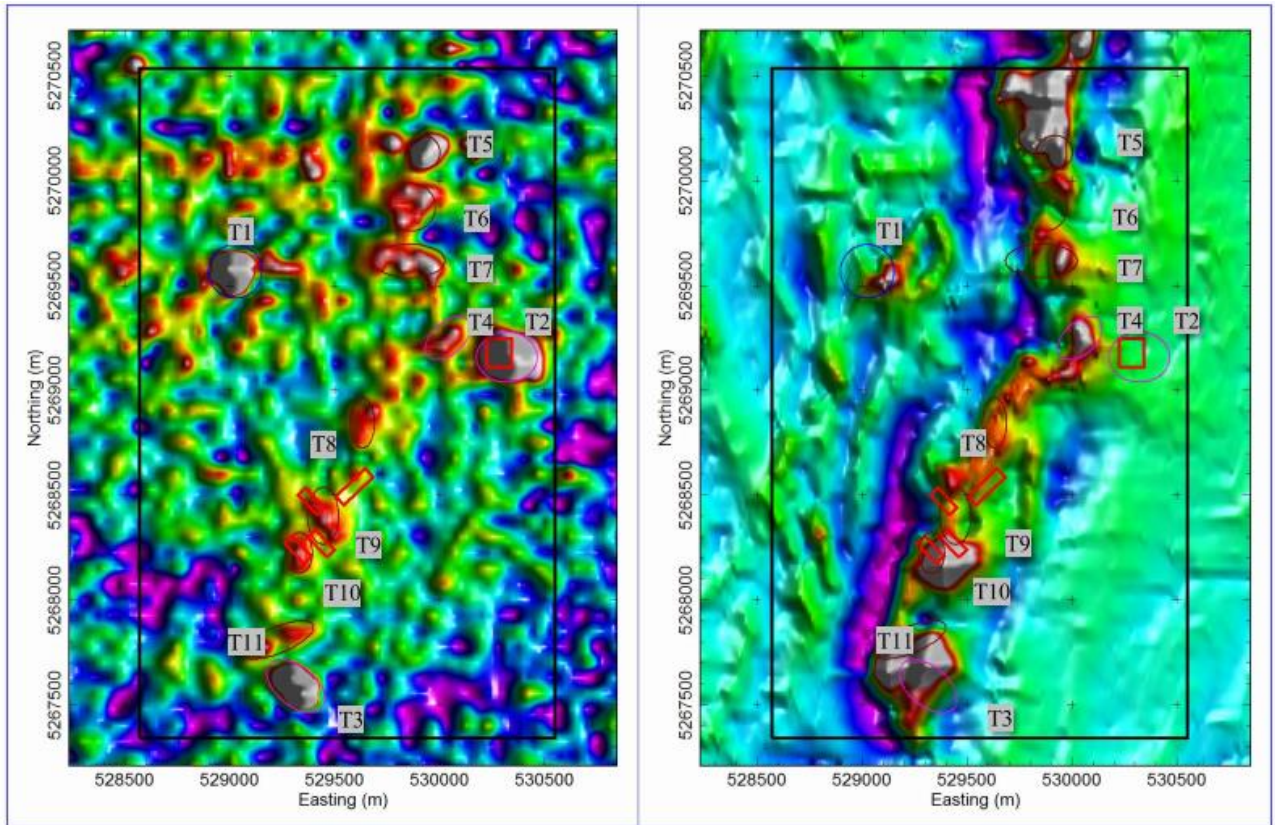 5270500
5270000
5269500
5269000
5268500
5268000
5267500
Northing (m)
T5
T6
T1
T7
T4
T2
T8
T9
T10
T11
T3
528500
529000
529500
530000
530500
Easting (m)
5270500
5270000
5269500
5269000
5268500
5268000
5267500
Northing (m)
T5
T6
T1
T7
T4
T2
T8
T9
T10
T11
T3
528500
529000
529500
530000
530500
Easting (m)